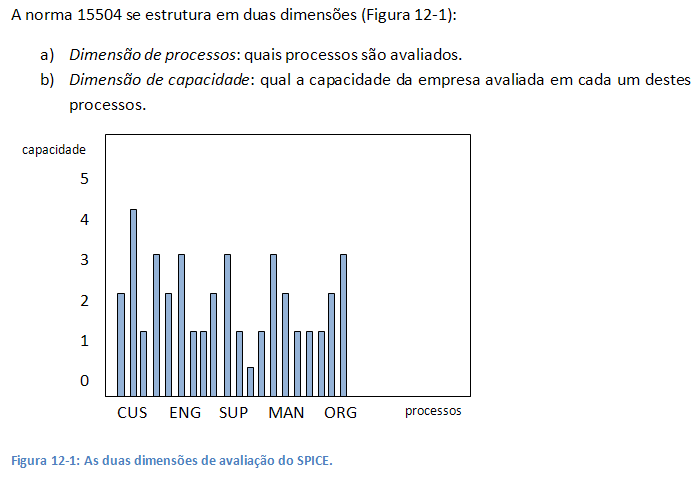 A norma 15504 se estrutura em duas dimensões (Figura 12-1):
a) Dimensão de processos: quais processos são avaliados.
b) Dimensão de capacidade: qual a capacidade da empresa avaliada em cada um destes
processos.
capacidade
5
4
3
2
1
0
CUS ENG SUP MAN ORG processos
Figura 12-1: As duas dimensões de avaliação do SPICE.